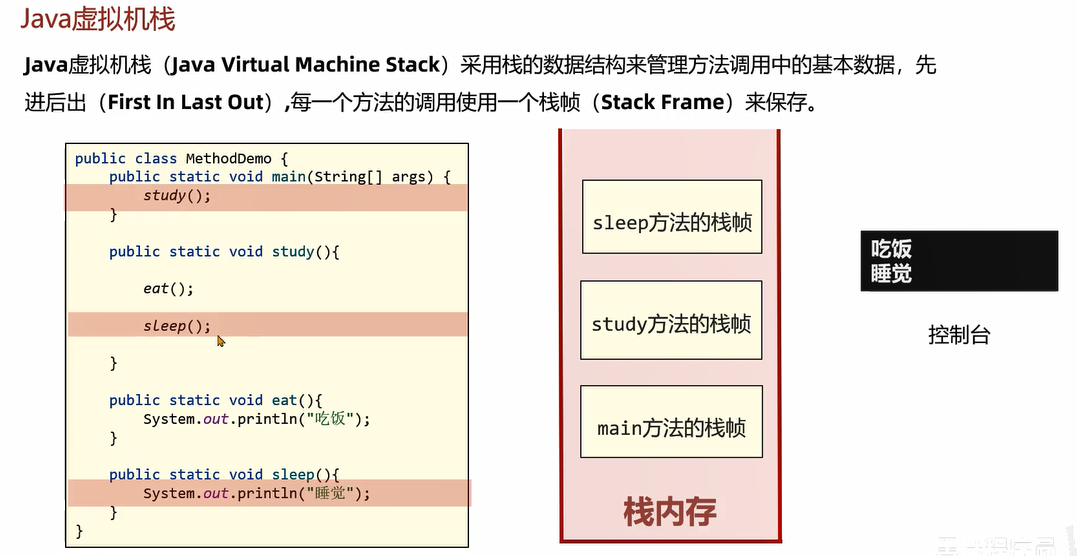 Java虚拟机栈
Java虚拟机栈（Java Virtual Machine Stack）采用栈的数据结构来管理方法调用中的基本数据，先
进后出（First In Last Out）,每一个方法的调用使用一个栈帧（Stack Frame）来保存。
public class MethodDemo {
public static void main(String[] args) {
study();
}
public static void study(){
eat();
sleep();
}
public static void eat(){
System.out.println("吃饭");
}
public static void sleep(){
System.out.println("睡觉");
}
}
sleep方法的栈帧
study方法的栈帧
main方法的栈帧
栈内存
吃饭
睡觉
控制台